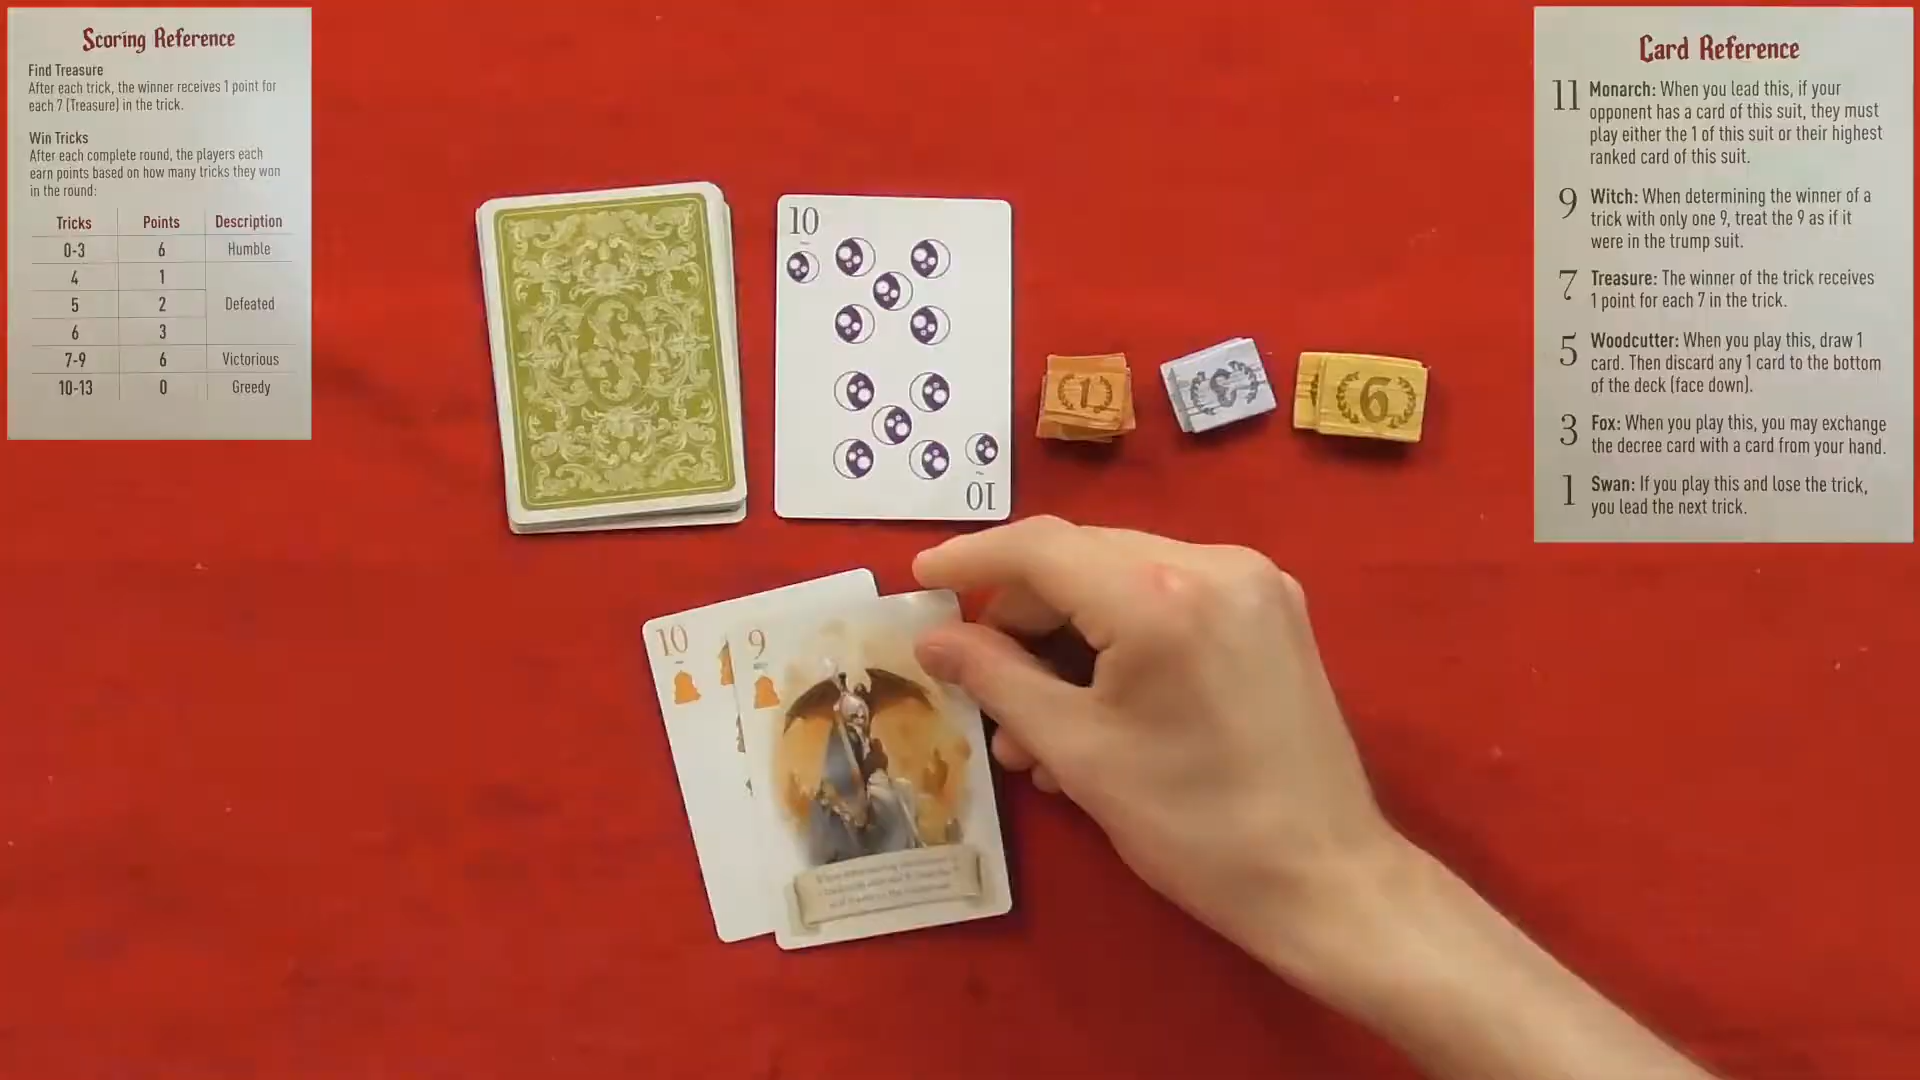 Scoring Reference
Find Treasure
After each trick, the winner receives 1 point for
each 7 (Treasure) in the trick.
Win Tricks
After each complete round, the players each
earn points based on how many tricks they won
in the round:
Tricks Points Description
0-3 6 Humble
4 1
5 2 Defeated
6 3
7-9 6 Victorious
10-13 0 Greedy
10
10
1
3
6
10
9
Card Reference
11 Monarch: When you lead this, if your
opponent has a card of this suit, they must
play either the 1 of this suit or their highest
ranked card of this suit.
9 Witch: When determining the winner of a
trick with only one 9, treat the 9 as if it
were in the trump suit.
7 Treasure: The winner of the trick receives
1 point for each 7 in the trick.
5 Woodcutter: When you play this, draw 1
card. Then discard any 1 card to the bottom
of the deck (face down).
3 Fox: When you play this, you may exchange
the decree card with a card from your hand.
1 Swan: If you play this and lose the trick,
you lead the next trick.